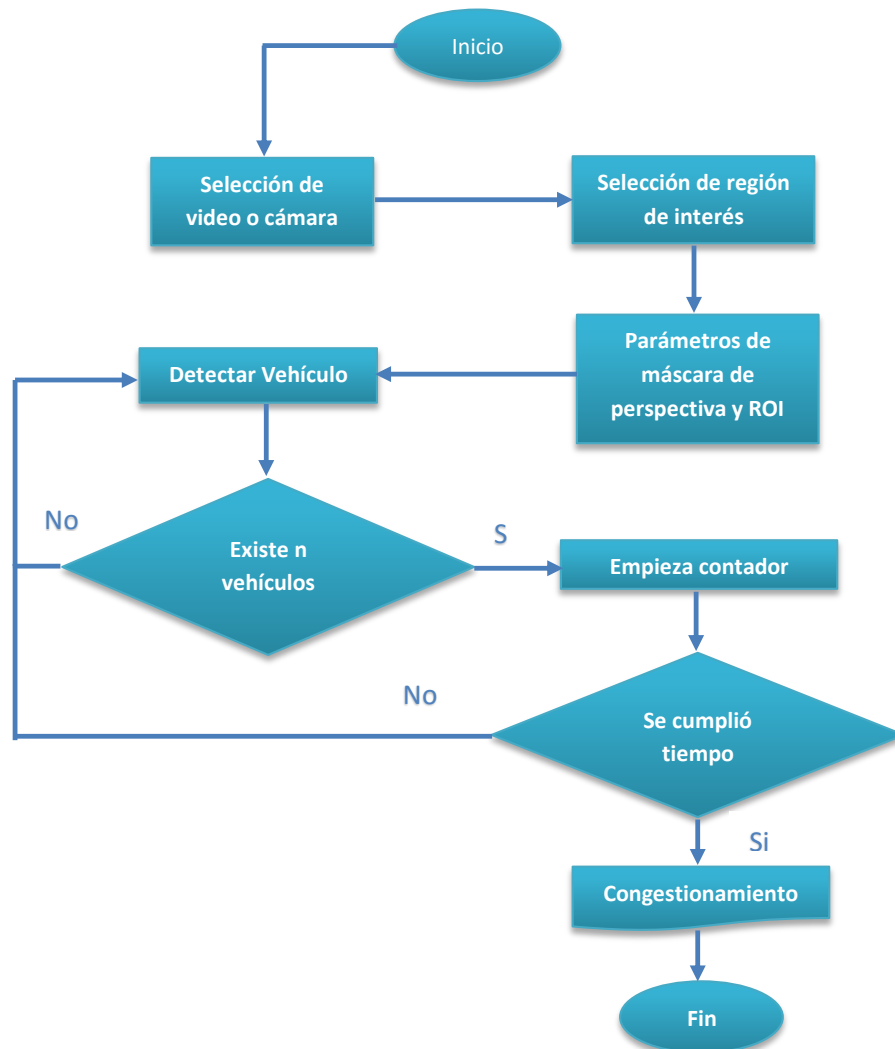 Inicio
Selección de
video o cámara
Selección de región
de interés
Parámetros de
máscara de
perspectiva y ROI
Detectar Vehículo
No
Existe n
vehículos
S
Empieza contador
No
Se cumplió
tiempo
Si
Congestionamiento
Fin